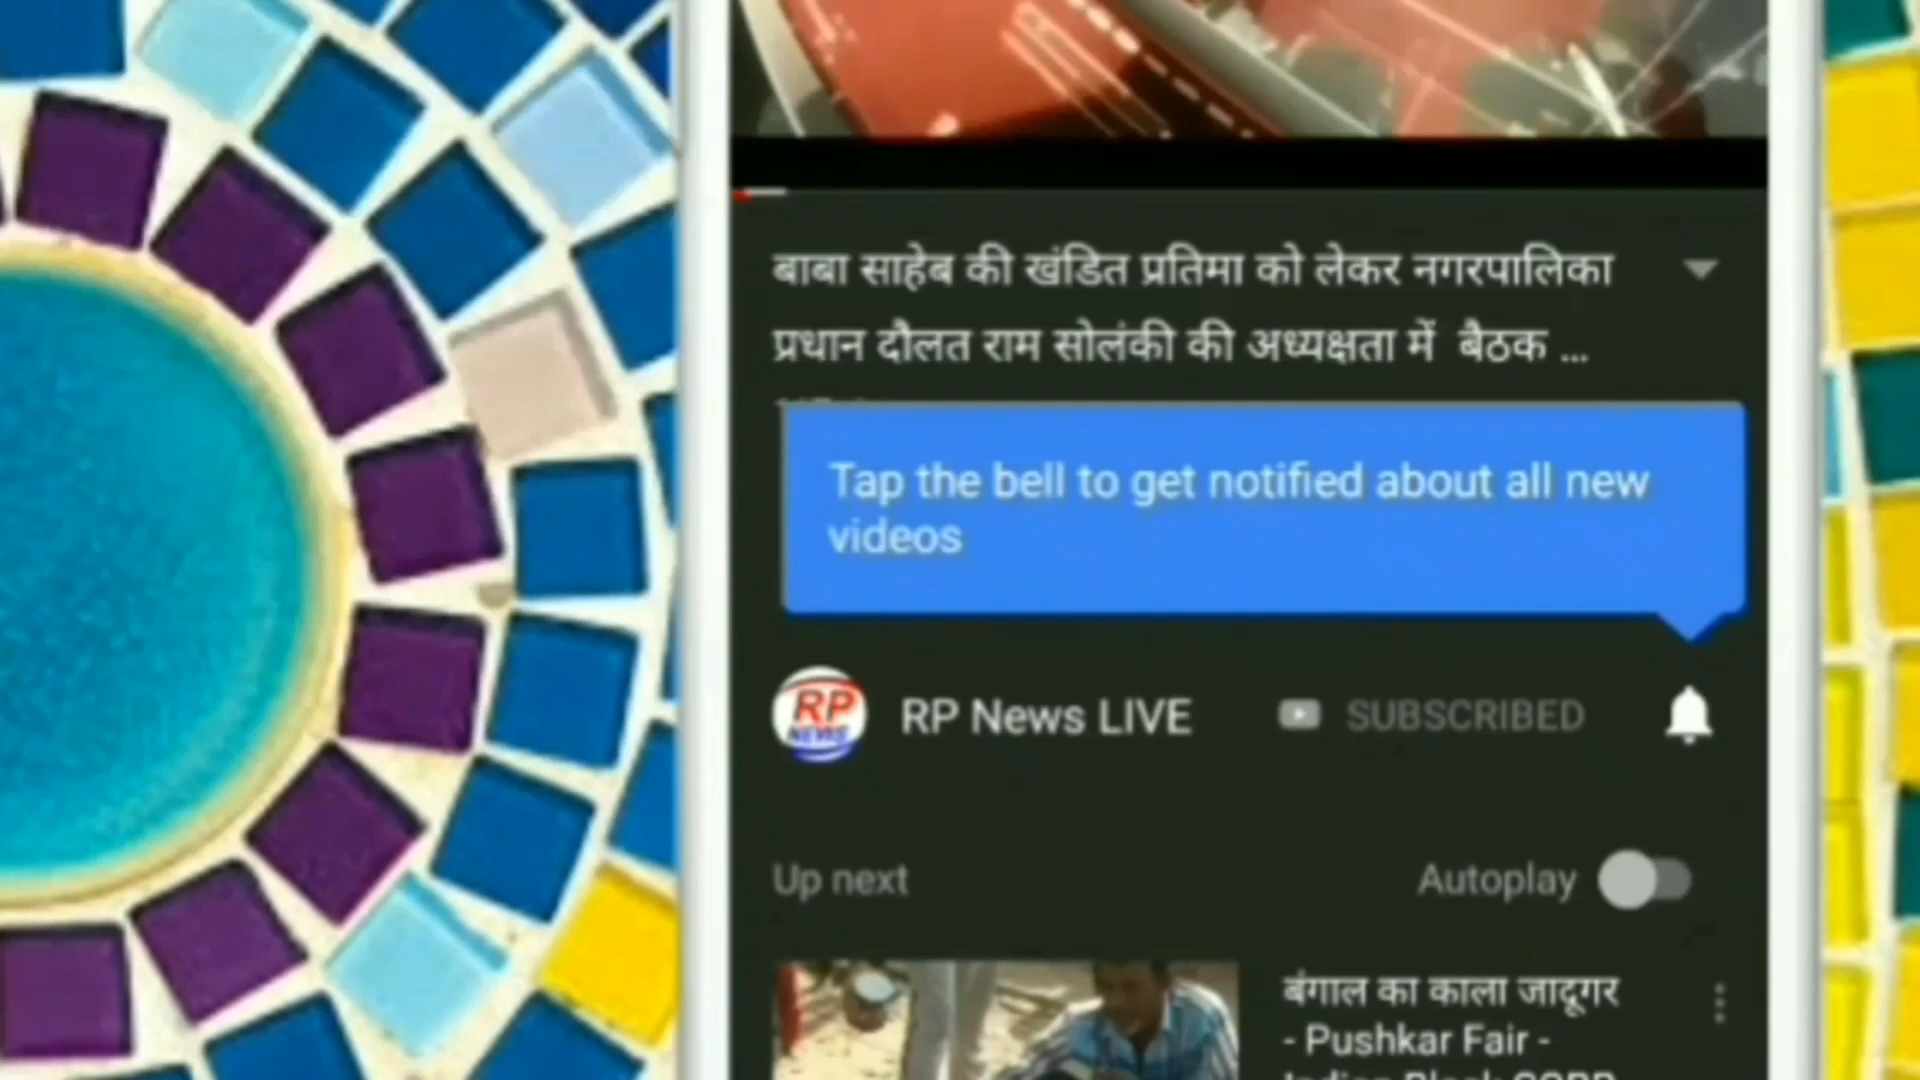 बाबा साहेब की खंडित प्रतिमा को लेकर नगरपालिका
प्रधान दौलत राम सोलंकी की अध्यक्षता में बैठक ...
Tap the bell to get notified about all new
videos
RP NEWS
RP News LIVE
SUBSCRIBED
Up next
Autoplay
बंगाल का काला जादूगर
- Pushkar Fair -